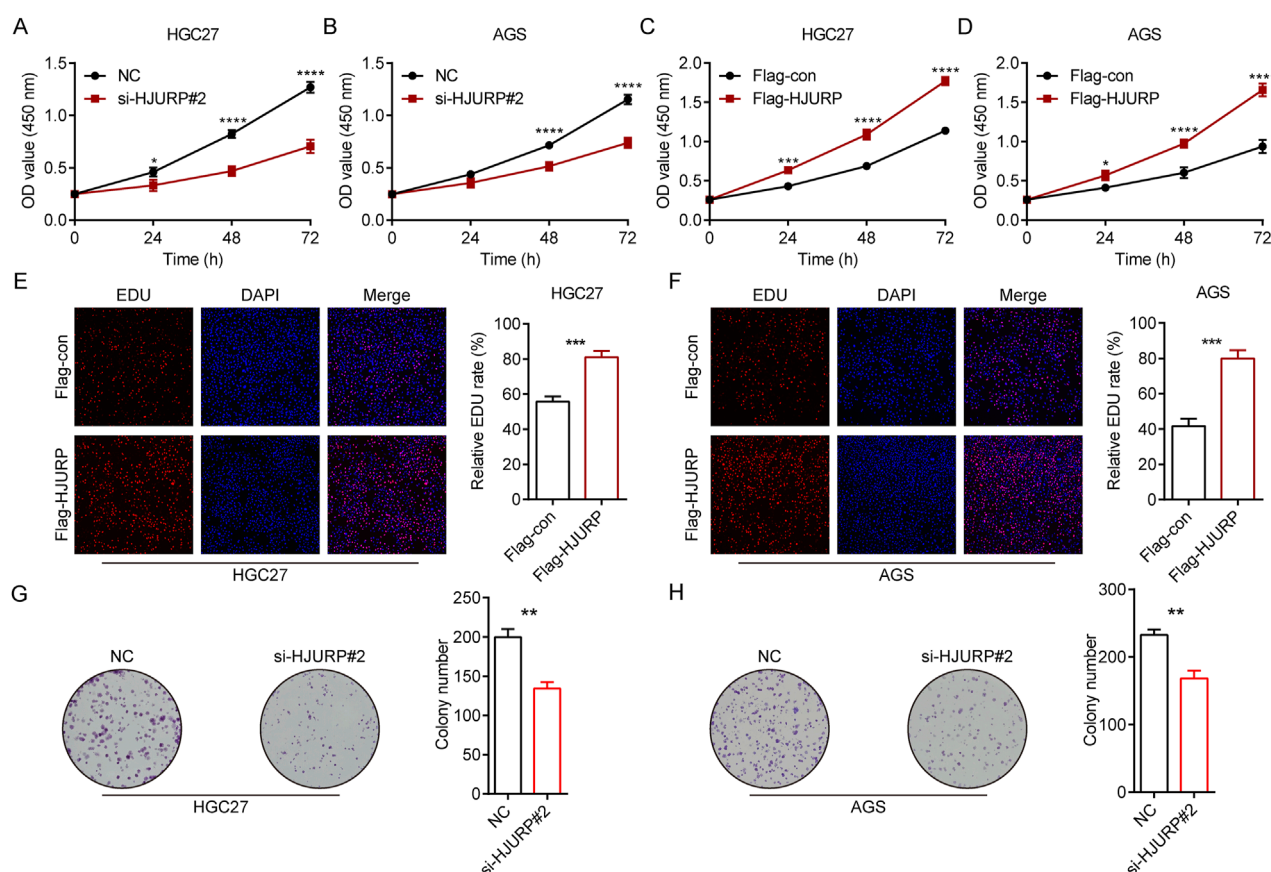 A
HGC27
OD value (450 nm)
1.5
1.0
0.5
0.0
NC
si-HJURP#2
*
****
****
0 24 48 72
Time (h)
B
AGS
OD value (450 nm)
1.5
1.0
0.5
0.0
NC
si-HJURP#2
****
****
0 24 48 72
Time (h)
C
HGC27
OD value (450 nm)
2.0
1.5
1.0
0.5
0.0
Flag-con
Flag-HJURP
***
****
****
0 24 48 72
Time (h)
D
AGS
OD value (450 nm)
2.0
1.5
1.0
0.5
0.0
Flag-con
Flag-HJURP
*
****
***
0 24 48 72
Time (h)
E
EDU DAPI Merge
Flag-con
Flag-HJURP
HGC27
HGC27
Relative EDU rate (%)
100
80
60
40
20
0
***
Flag-con
Flag-HJURP
F
EDU DAPI Merge
Flag-con
Flag-HJURP
AGS
AGS
Relative EDU rate (%)
100
80
60
40
20
0
***
Flag-con
Flag-HJURP
G
NC si-HJURP#2
HGC27
Colony number
250
200
150
100
50
0
**
NC
si-HJURP#2
H
NC si-HJURP#2
AGS
Colony number
300
200
100
0
**
NC
si-HJURP#2